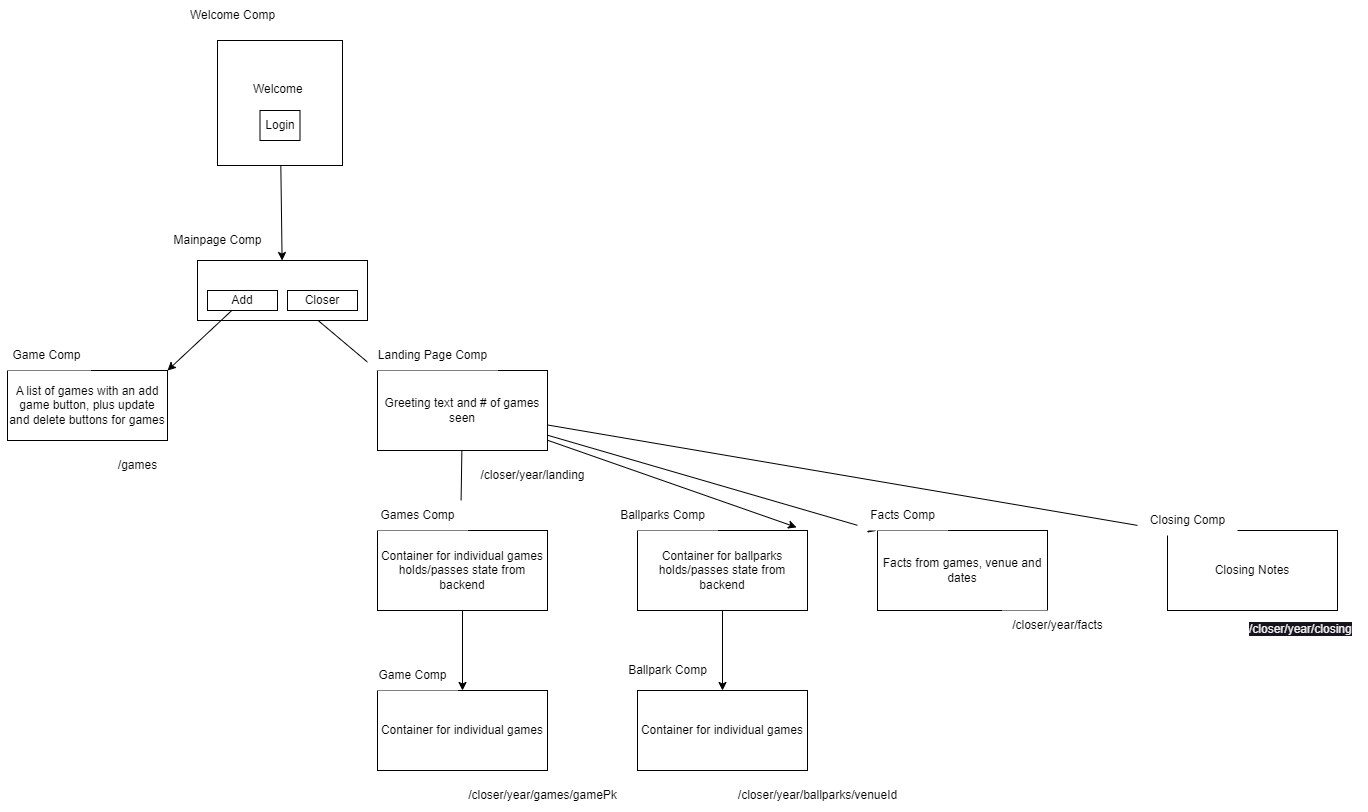 Welcome Comp
Welcome
Login
Mainpage Comp
Add
Closer
Game Comp
A list of games with an add
game button, plus update
and delete buttons for games
/games
Landing Page Comp
Greeting text and # of games
seen
/closer/year/landing
Games Comp
Container for individual games
holds/passes state from
backend
Ballparks Comp
Container for ballparks
holds/passes state from
backend
Facts Comp
Facts from games, venue and
dates
/closer/year/facts
Closing Comp
Closing Notes
/closer/year/closing
Game Comp
Container for individual games
/closer/year/games/gamePk
Ballpark Comp
Container for individual games
/closer/year/ballparks/venueId